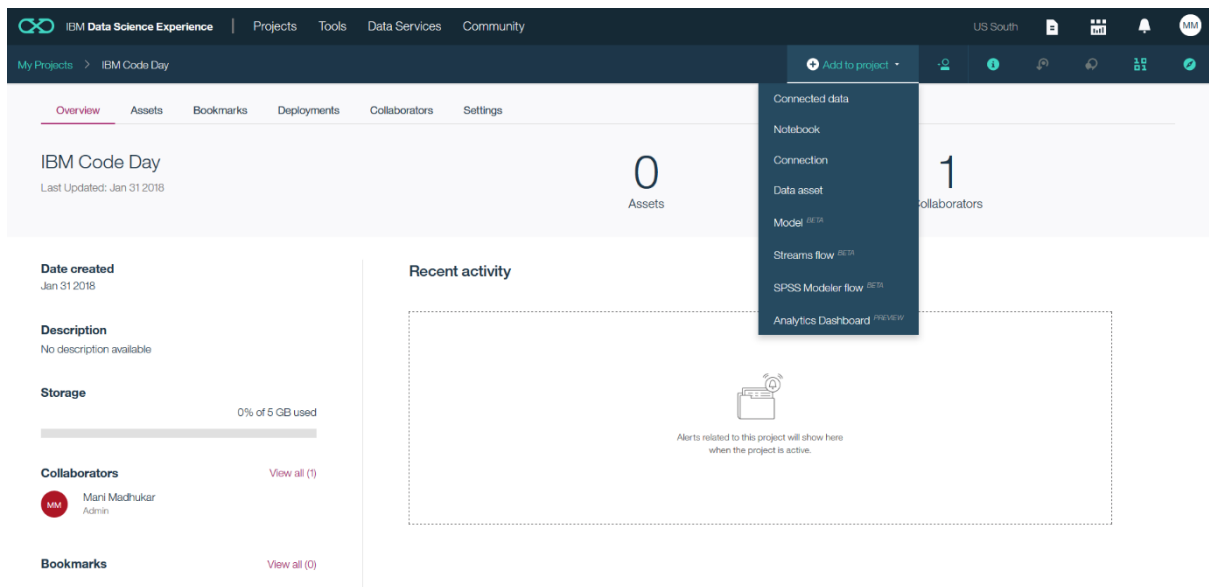 IBM Data Science Experience | Projects Tools Data Services Community US South MM
My Projects > IBM Code Day Add to project
Overview Assets Bookmarks Deployments Collaborators Settings
Connected data
Notebook
Connection
Data asset
Model BETA
Streams flow BETA
SPSS Modeler flow BETA
Analytics Dashboard PREVIEW
IBM Code Day
Last Updated: Jan 31 2018
0
Assets
1
ollaborators
Date created
Jan 31 2018
Description
No description available
Storage
0% of 5 GB used
Collaborators View all (1)
MM Mani Madhukar
Admin
Bookmarks View all (0)
Recent activity
Alerts related to this project will show here
when the project is active.